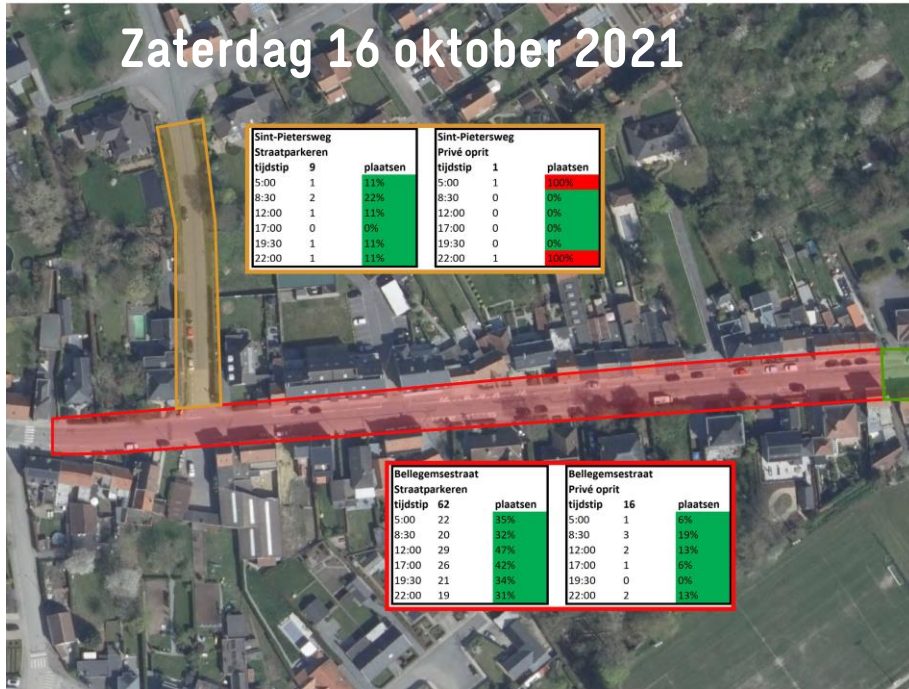 Zaterdag 16 oktober 2021
Sint-Pietersweg
Straatparkeren
tijdstip 9 plaatsen
5:00 1 11%
8:30 2 22%
12:00 1 11%
17:00 0 0%
19:30 1 11%
22:00 1 11%
Sint-Pietersweg
Privé oprit
tijdstip 1 plaatsen
5:00 1 100%
8:30 0 0%
12:00 0 0%
17:00 0 0%
19:30 0 0%
22:00 1 100%
Bellegemsestraat
Straatparkeren
tijdstip 62 plaatsen
5:00 22 35%
8:30 20 32%
12:00 29 47%
17:00 26 42%
19:30 21 34%
22:00 19 31%
Bellegemsestraat
Privé oprit
tijdstip 16 plaatsen
5:00 1 6%
8:30 3 19%
12:00 2 13%
17:00 1 6%
19:30 0 0%
22:00 2 13%